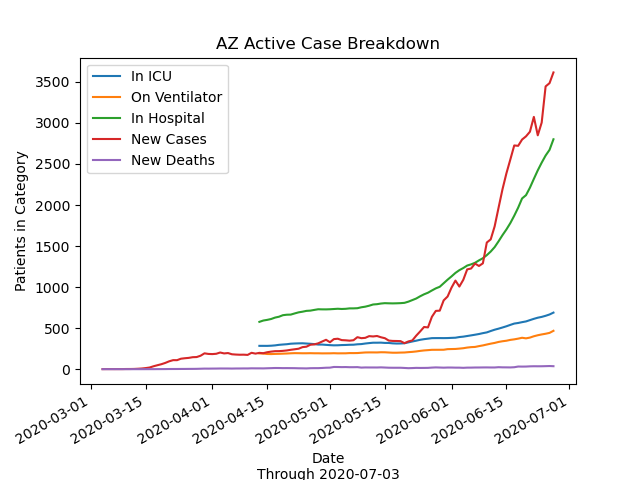 AZ Active Case Breakdown
In ICU
On Ventilator
In Hospital
New Cases
New Deaths
Patients in Category
3500
3000
2500
2000
1500
1000
500
0
2020-03-01
2020-03-15
2020-04-01
2020-04-15
2020-05-01
2020-05-15
2020-06-01
2020-06-15
2020-07-01
Date
Through 2020-07-03